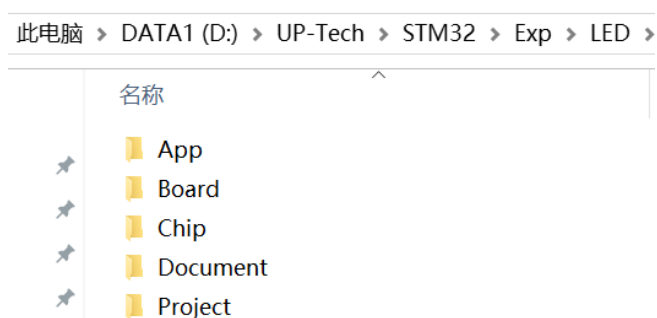 此电脑 > DATA1 (D:) > UP-Tech > STM32 > Exp > LED >
名称
App
Board
Chip
Document
Project